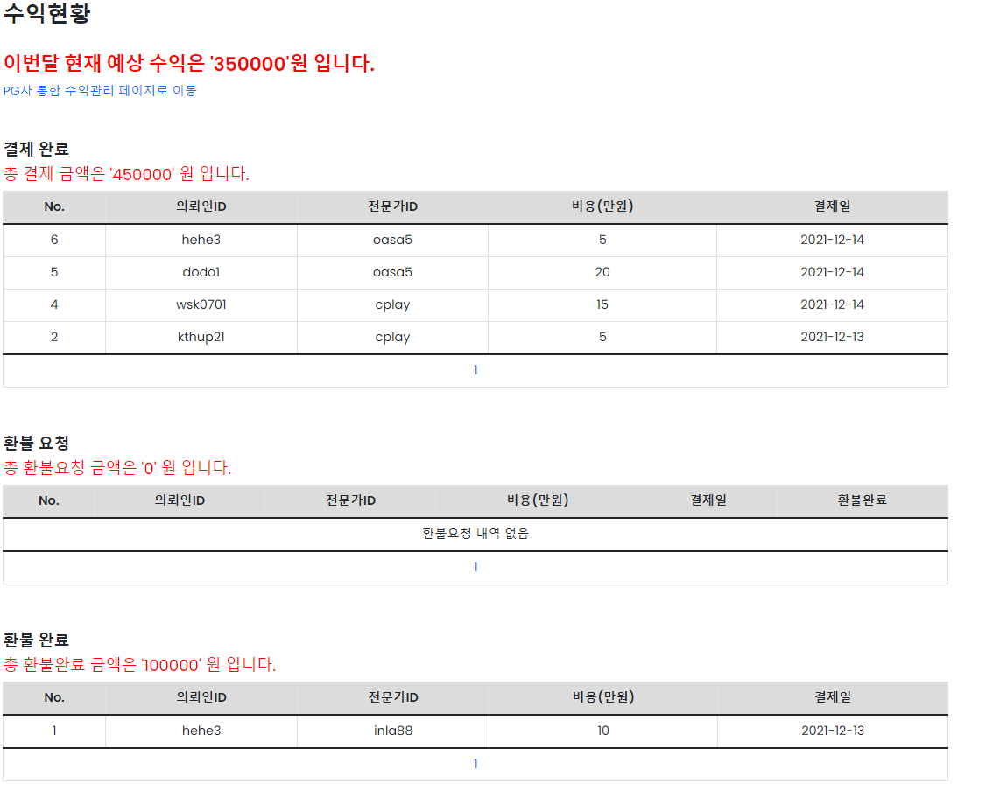 수익현황
이번달 현재 예상 수익은 '350000'원 입니다.
PG사 통합 수익관리 페이지로 이동
결제 완료
총 결제 금액은 '450000' 원 입니다.
No. 의뢰인ID 전문가ID 비용(만원) 결제일
6 hehe3 oasa5 5 2021-12-14
5 dodo1 oasa5 20 2021-12-14
4 wsk0701 cplay 15 2021-12-14
2 kthup21 cplay 5 2021-12-13
1
환불 요청
총 환불요청 금액은 '0' 원 입니다.
No. 의뢰인ID 전문가ID 비용(만원) 결제일 환불완료
환불요청 내역 없음
1
환불 완료
총 환불완료 금액은 '100000' 원 입니다.
No. 의뢰인ID 전문가ID 비용(만원) 결제일
1 hehe3 inla88 10 2021-12-13
1